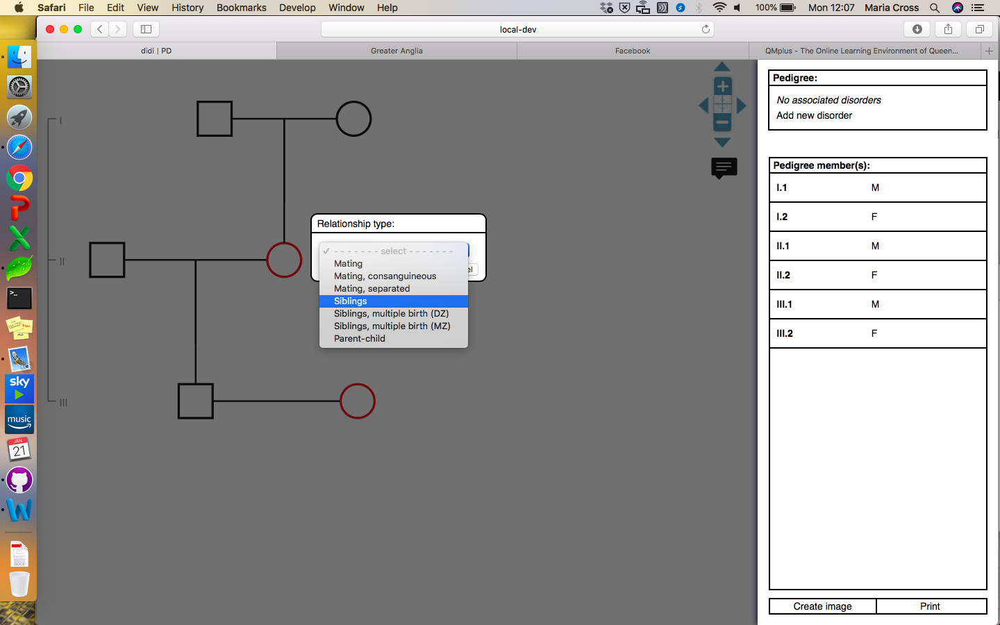 Safari File Edit View History Bookmarks Develop Window Help 100% Mon 12:07 Maria Cross
local-dev
didi | PD Greater Anglia Facebook QMplus - The Online Learning Environment of Queen...
I
II
III
Relationship type:
- - - - - - - select - - - - - - -
Mating
Mating, consanguineous
Mating, separated
Siblings
Siblings, multiple birth (DZ)
Siblings, multiple birth (MZ)
Parent-child
el
Pedigree:
No associated disorders
Add new disorder
Pedigree member(s):
I.1 M
I.2 F
II.1 M
II.2 F
III.1 M
III.2 F
Create image Print
sky
music
JAN
21
DOCX